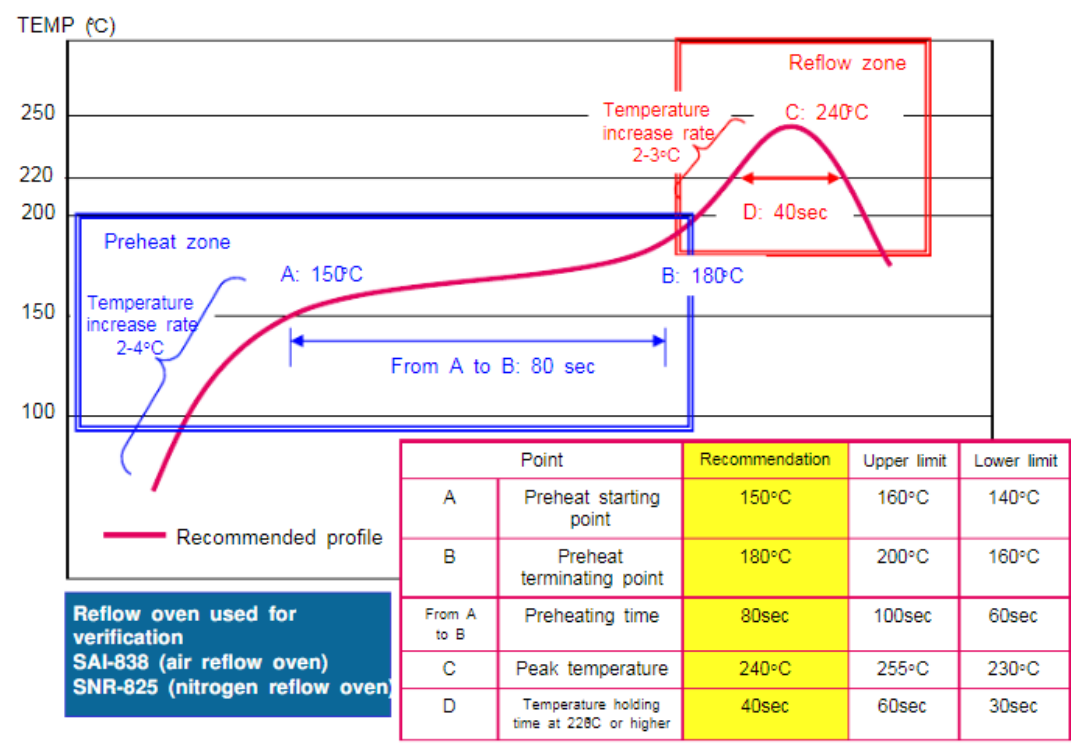 TEMP (℃)
Reflow zone
250
Temperature
increase rate
2-3°C
C: 240°C
220
200
D: 40sec
Preheat zone
A: 150°C
B: 180°C
Temperature
increase rate
2-4°C
150
From A to B: 80 sec
100
Recommended profile
Point Recommendation Upper limit Lower limit
A Preheat starting point 150°C 160°C 140°C
B Preheat terminating point 180°C 200°C 160°C
From A to B Preheating time 80sec 100sec 60sec
C Peak temperature 240°C 255°C 230°C
D Temperature holding time at 220°C or higher 40sec 60sec 30sec
Reflow oven used for
verification
SAI-838 (air reflow oven)
SNR-825 (nitrogen reflow oven)